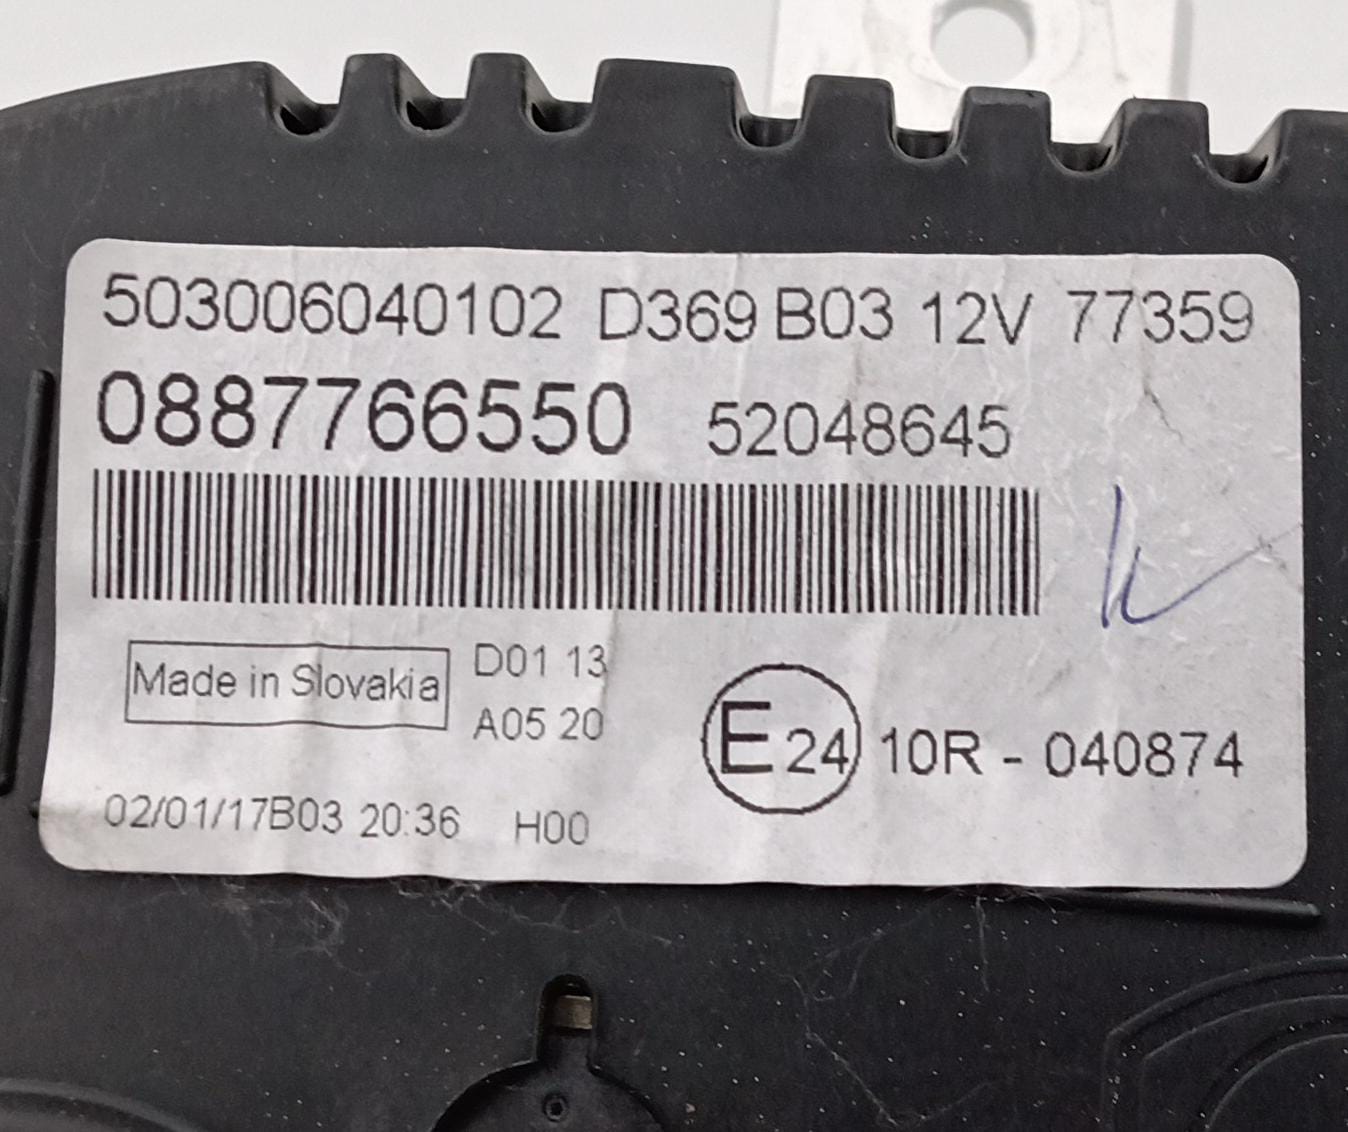 503006040102 D369 B03 12V 77359
0887766550 52048645
Made in Slovakia
D01 13
A05 20
E24 10R - 040874
02/01/17B03 20:36 H00